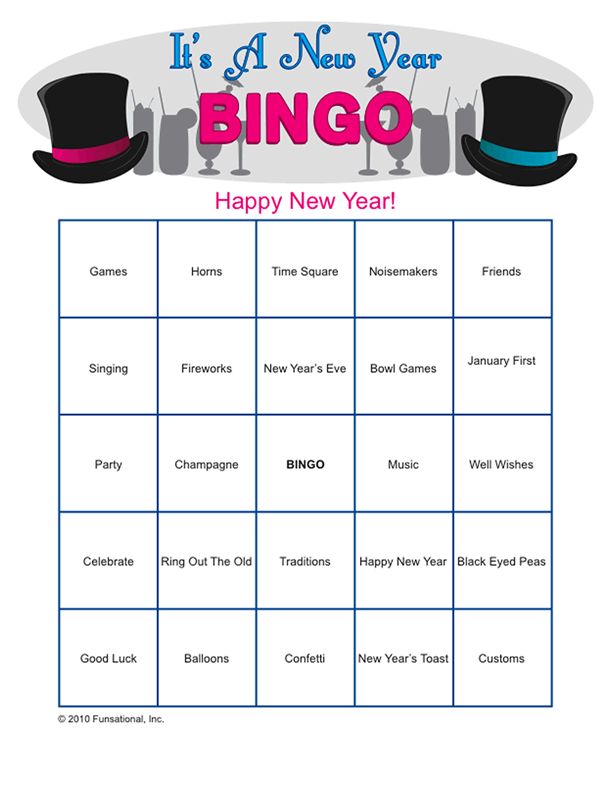 It's A New Year
BINGO
Happy New Year!
Games Horns Time Square Noisemakers Friends
Singing Fireworks New Year's Eve Bowl Games January First
Party Champagne BINGO Music Well Wishes
Celebrate Ring Out The Old Traditions Happy New Year Black Eyed Peas
Good Luck Balloons Confetti New Year's Toast Customs
© 2010 Funsational, Inc.